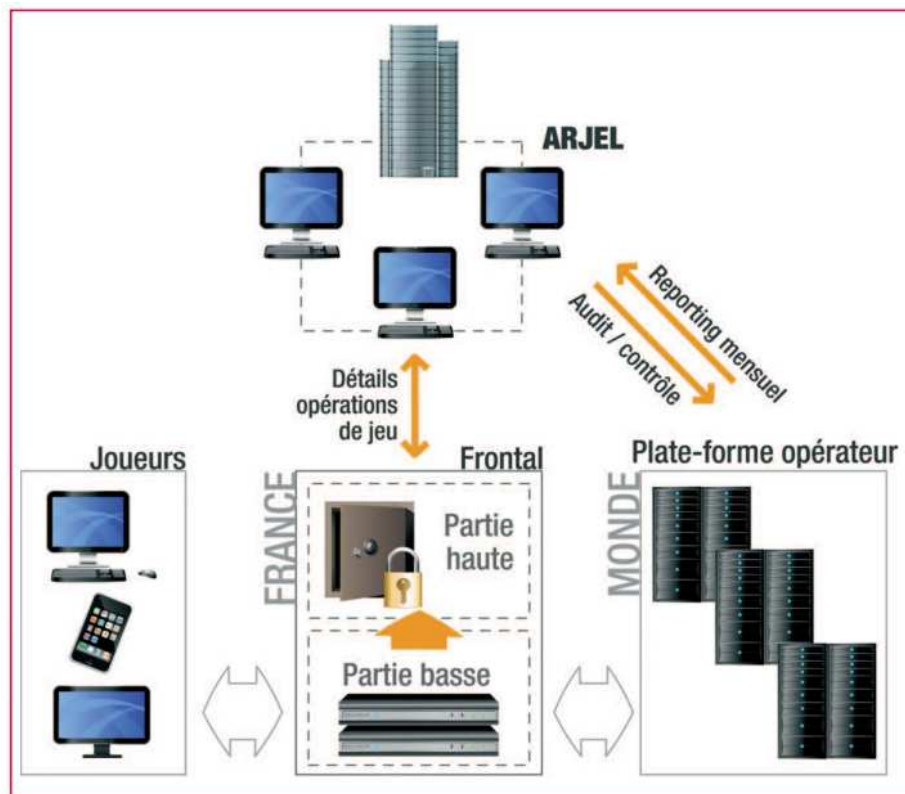 ARJEL
Reporting mensuel
Audit / contrôle
Détails
opérations
de jeu
Joueurs
FRANCE
Frontal
Partie
haute
Partie basse
MONDE
Plate-forme opérateur